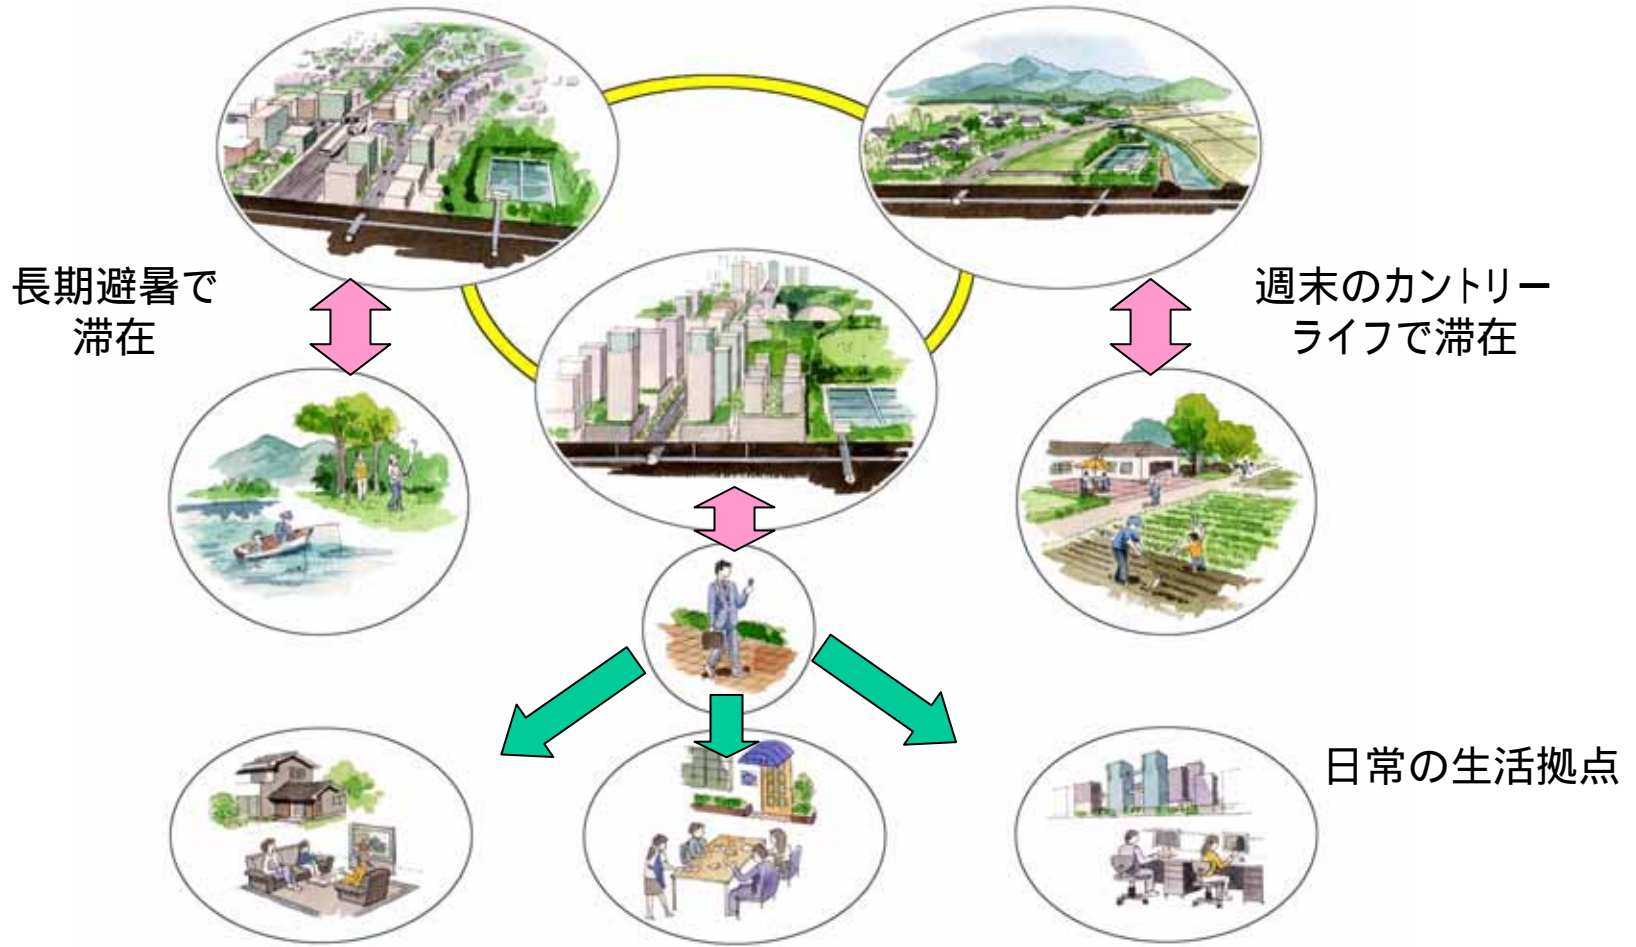 長期避暑で
滞在
週末のカントリー
ライフで滞在
日常の生活拠点